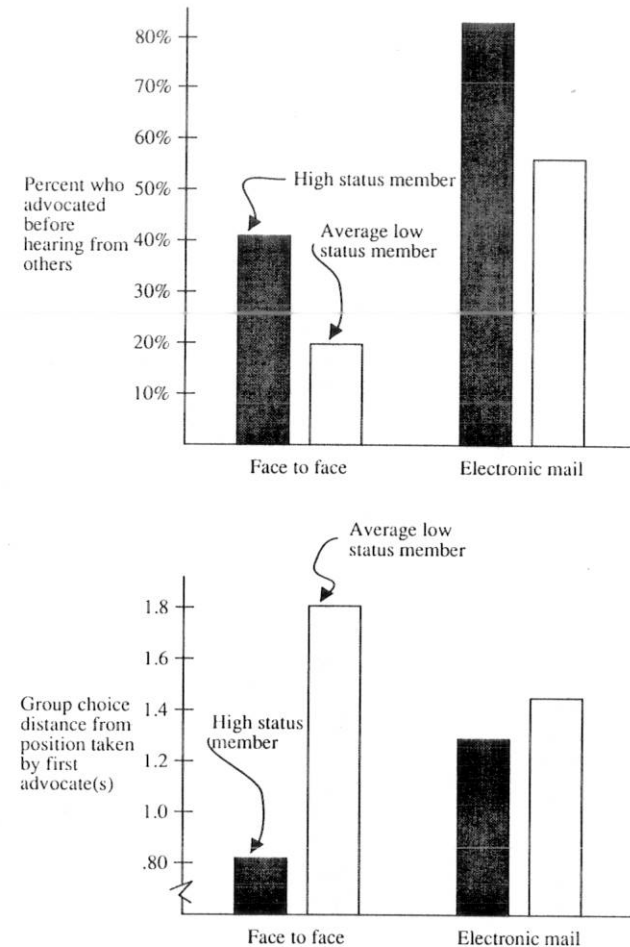 80%
70%
60%
50%
40%
30%
20%
10%
Percent who
advocated
before
hearing from
others
High status member
Average low
status member
Face to face
Electronic mail
Average low
status member
1.8
1.6
1.4
1.2
1.0
.80
Group choice
distance from
position taken
by first
advocate(s)
High status
member
Face to face
Electronic mail